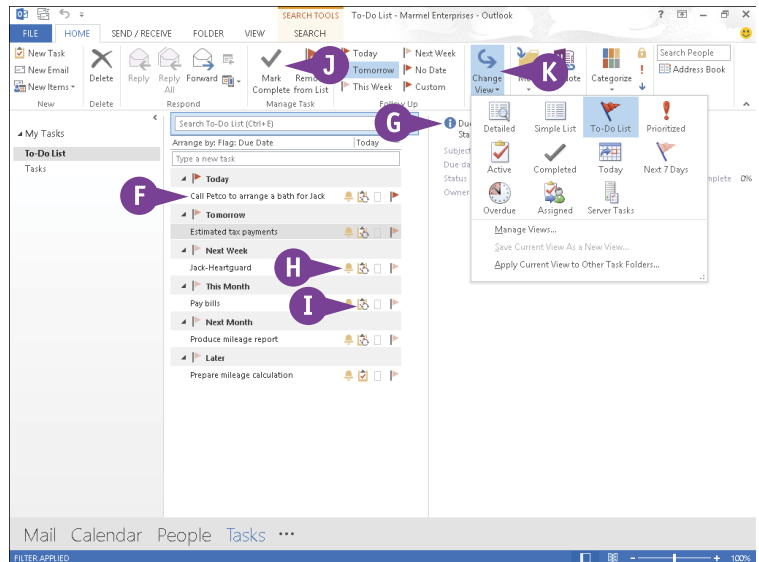 SEARCH TOOLS To-Do List - Marmel Enterprises - Outlook
FILE HOME SEND / RECEIVE FOLDER VIEW SEARCH
New Task
New Email
New Items
Delete
Reply
Reply All
Forward
Mark Complete
from List
Today
Tomorrow
This Week
Next Week
No Date
Custom
Change View
Categorize
Search People
Address Book
New Delete Respond Manage Task
J
K
My Tasks
To-Do List
Tasks
Search To-Do List (Ctrl+E)
Arrange by: Flag: Due Date Today
Type a new task
Today
F
Call Petco to arrange a bath for Jack
Tomorrow
Estimated tax payments
Next Week
H
Jack-Heartguard
This Month
I
Pay bills
Next Month
Produce mileage report
Later
Prepare mileage calculation
G
Subject
Status
Owner
0%
Detailed Simple List To-Do List Prioritized
Active Completed Today Next 7 Days
Overdue Assigned Server Tasks
Manage Views...
Save Current View As a New View...
Apply Current View to Other Task Folders...
Mail Calendar People Tasks •••
FILTER APPLIED 100%